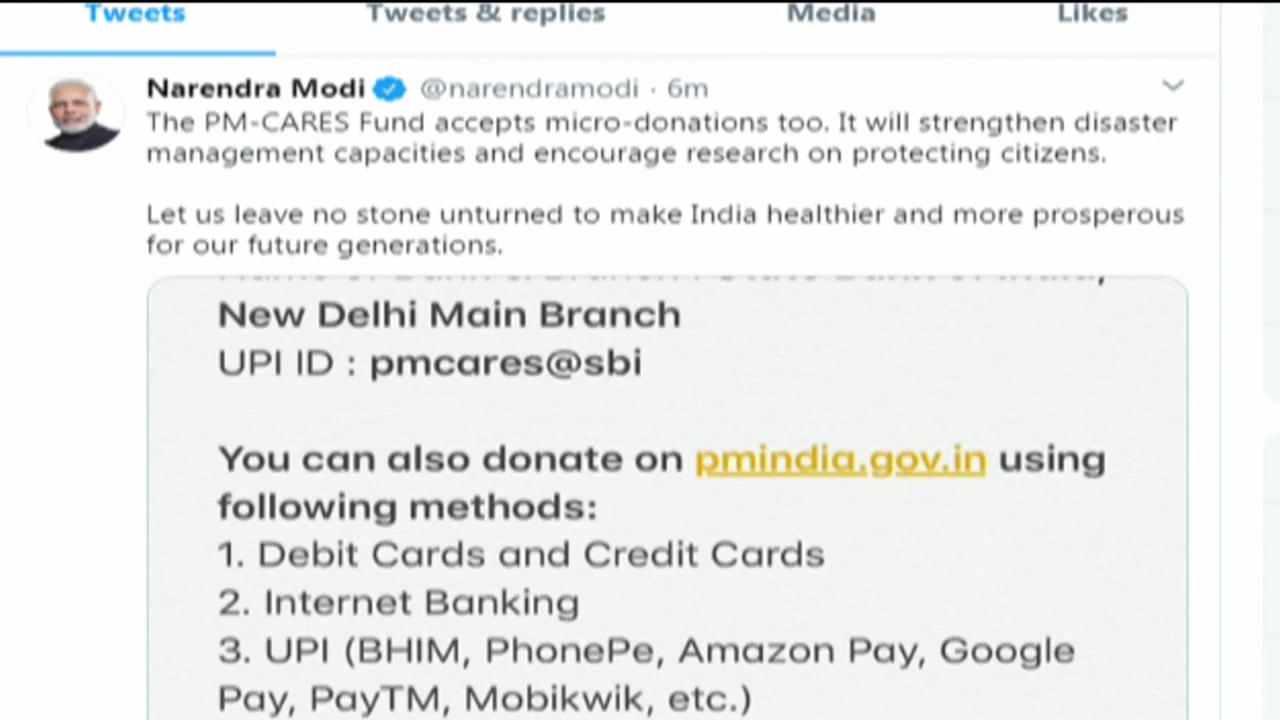 Tweets Tweets & replies Media Likes
Narendra Modi @narendramodi · 6m
The PM-CARES Fund accepts micro-donations too. It will strengthen disaster
management capacities and encourage research on protecting citizens.
Let us leave no stone unturned to make India healthier and more prosperous
for our future generations.
New Delhi Main Branch
UPI ID : pmcares@sbi
You can also donate on pmindia.gov.in using
following methods:
1. Debit Cards and Credit Cards
2. Internet Banking
3. UPI (BHIM, PhonePe, Amazon Pay, Google
Pay, PayTM, Mobikwik, etc.)